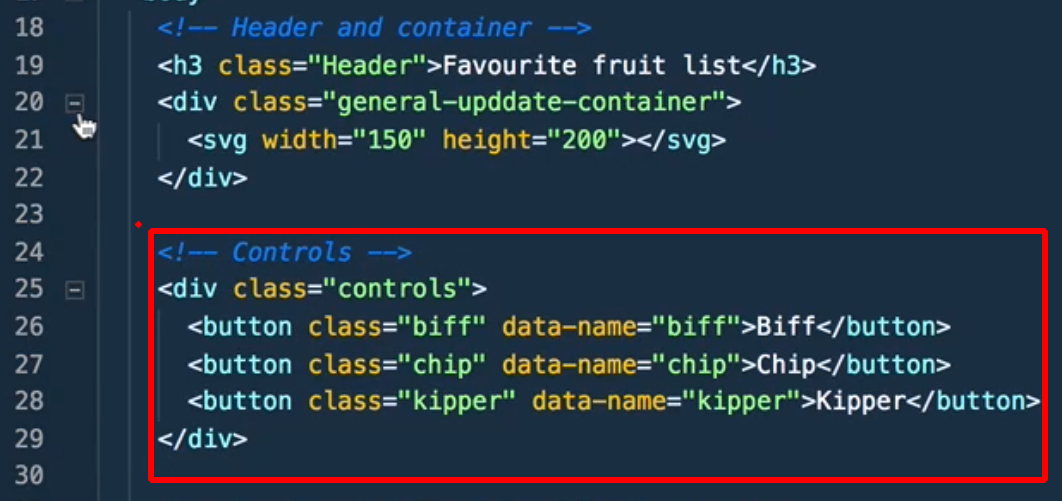 18 <!-- Header and container -->
19 <h3 class="Header">Favourite fruit list</h3>
20 <div class="general-upddate-container">
21 <svg width="150" height="200"></svg>
22 </div>
23
24 <!-- Controls -->
25 <div class="controls">
26 <button class="biff" data-name="biff">Biff</button>
27 <button class="chip" data-name="chip">Chip</button>
28 <button class="kipper" data-name="kipper">Kipper</button>
29 </div>
30